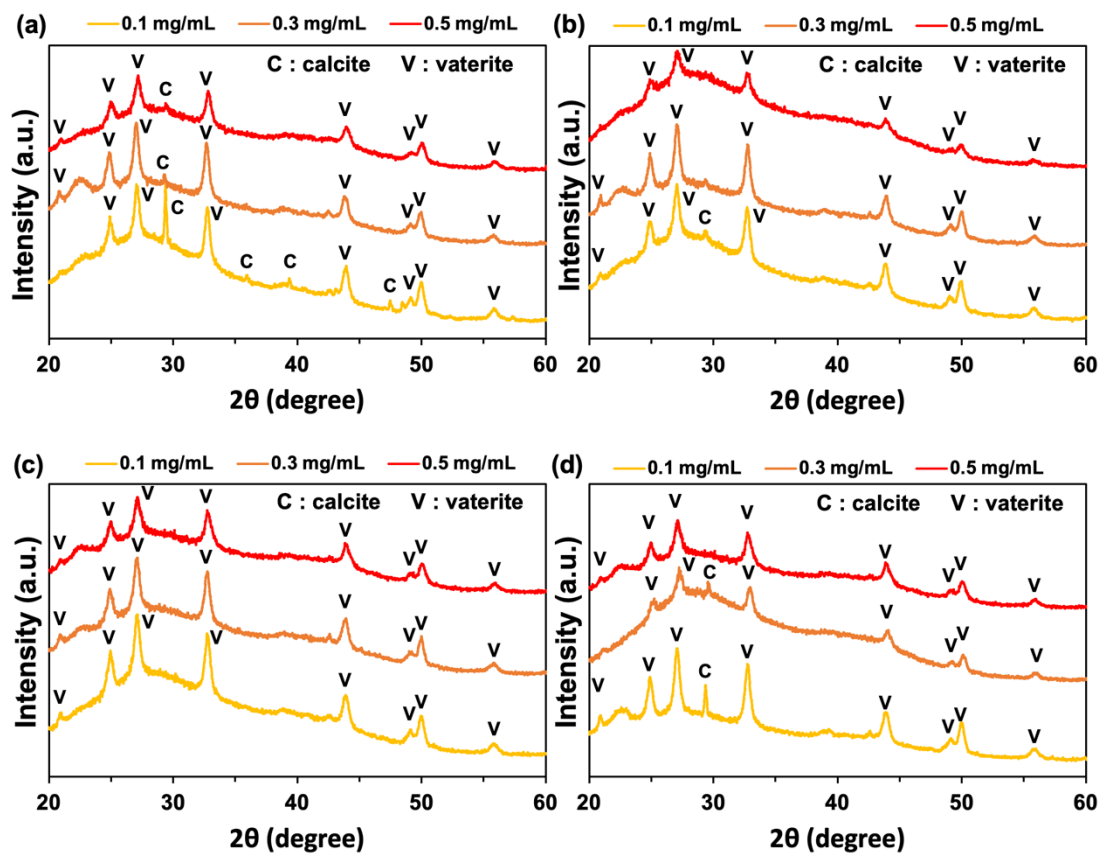 (a) 0.1 mg/mL 0.3 mg/mL 0.5 mg/mL
C : calcite V : vaterite
V V V C V V V V V
V V V C V V V V V
V V C V C C V C V V V
Intensity (a.u.)
20 30 40 50 60
2θ (degree)
(b) 0.1 mg/mL 0.3 mg/mL 0.5 mg/mL
C : calcite V : vaterite
V V V V V V V
V V V V V V V V
V V V C V V V V V
Intensity (a.u.)
20 30 40 50 60
2θ (degree)
(c) 0.1 mg/mL 0.3 mg/mL 0.5 mg/mL
C : calcite V : vaterite
V V V V V V V V
V V V V V V V V
V V V V V V V V
Intensity (a.u.)
20 30 40 50 60
2θ (degree)
(d) 0.1 mg/mL 0.3 mg/mL 0.5 mg/mL
C : calcite V : vaterite
V V V V V V V V
V V C V V V V V
V V V C V V V V V
Intensity (a.u.)
20 30 40 50 60
2θ (degree)